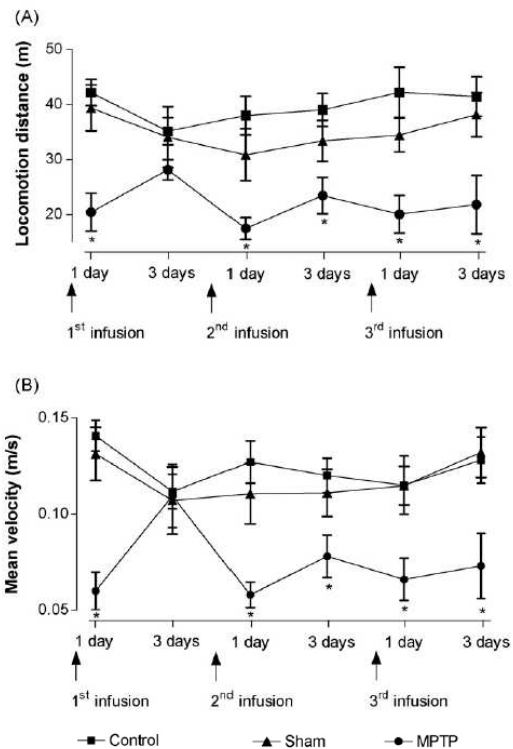 (A)
Locomotion distance (m)
50
40
30
20
* * * * *
1 day 3 days 1 day 3 days 1 day 3 days
1st infusion 2nd infusion 3rd infusion
(B)
Mean velocity (m/s)
0.15
0.10
0.05
* * * * *
1 day 3 days 1 day 3 days 1 day 3 days
1st infusion 2nd infusion 3rd infusion
Control Sham MPTP